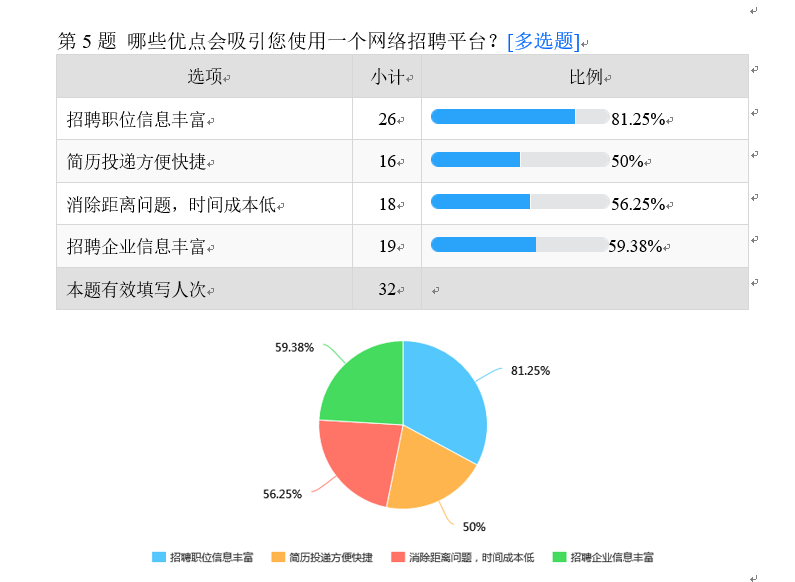 第 5 题  哪些优点会吸引您使用一个网络招聘平台？ [多选题]
选项 小计 比例
招聘职位信息丰富 26 81.25%
简历投递方便快捷 16 50%
消除距离问题，时间成本低 18 56.25%
招聘企业信息丰富 19 59.38%
本题有效填写人次 32
59.38%
81.25%
56.25%
50%
招聘职位信息丰富 简历投递方便快捷 消除距离问题，时间成本低 招聘企业信息丰富